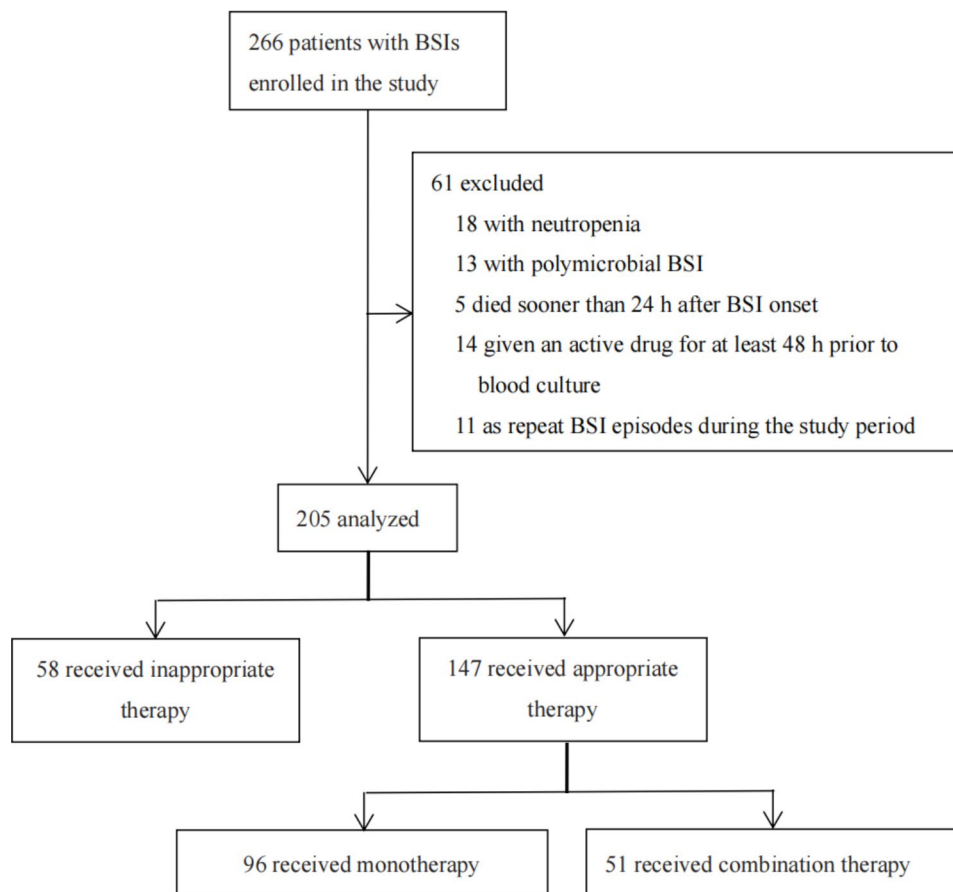 266 patients with BSIs
enrolled in the study
61 excluded
18 with neutropenia
13 with polymicrobial BSI
5 died sooner than 24 h after BSI onset
14 given an active drug for at least 48 h prior to
blood culture
11 as repeat BSI episodes during the study period
205 analyzed
58 received inappropriate
therapy
147 received appropriate
therapy
96 received monotherapy
51 received combination therapy